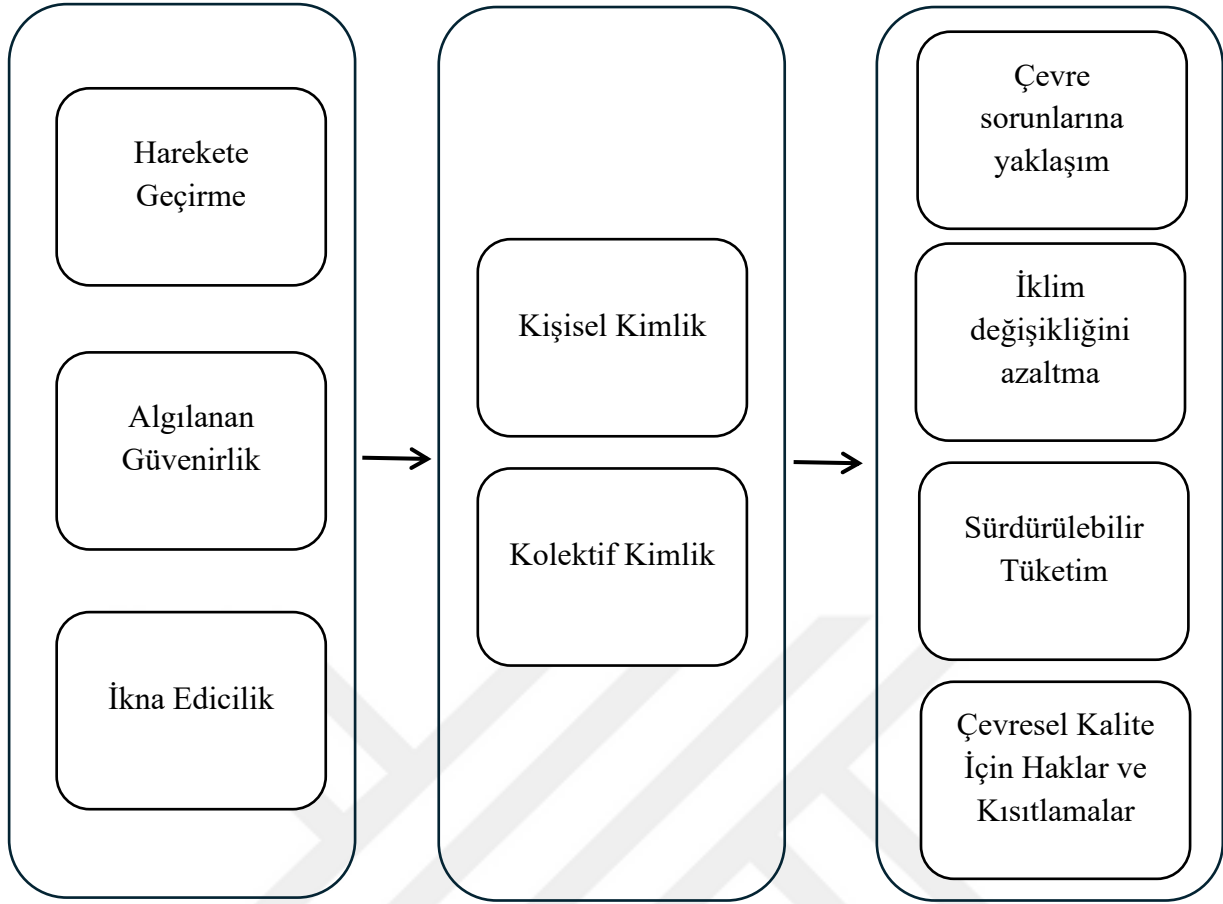 Harekete
Geçirme
Algılanan
Güvenirlik
İkna Edicilik
Kişisel Kimlik
Kolektif Kimlik
Çevre
sorunlarına
yaklaşım
İklim
değişikliğini
azaltma
Sürdürülebilir
Tüketim
Çevresel Kalite
İçin Haklar ve
Kısıtlamalar